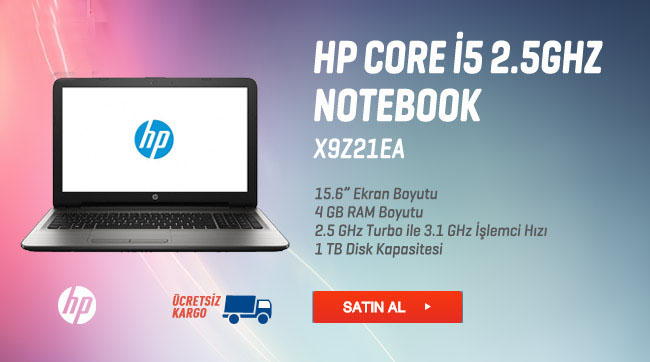 HP CORE İ5 2.5GHZ
NOTEBOOK
X9Z21EA
15.6” Ekran Boyutu
4 GB RAM Boyutu
2.5 GHz Turbo ile 3.1 GHz İşlemci Hızı
1 TB Disk Kapasitesi
hp
hp
ÜCRETSİZ
KARGO
SATIN AL